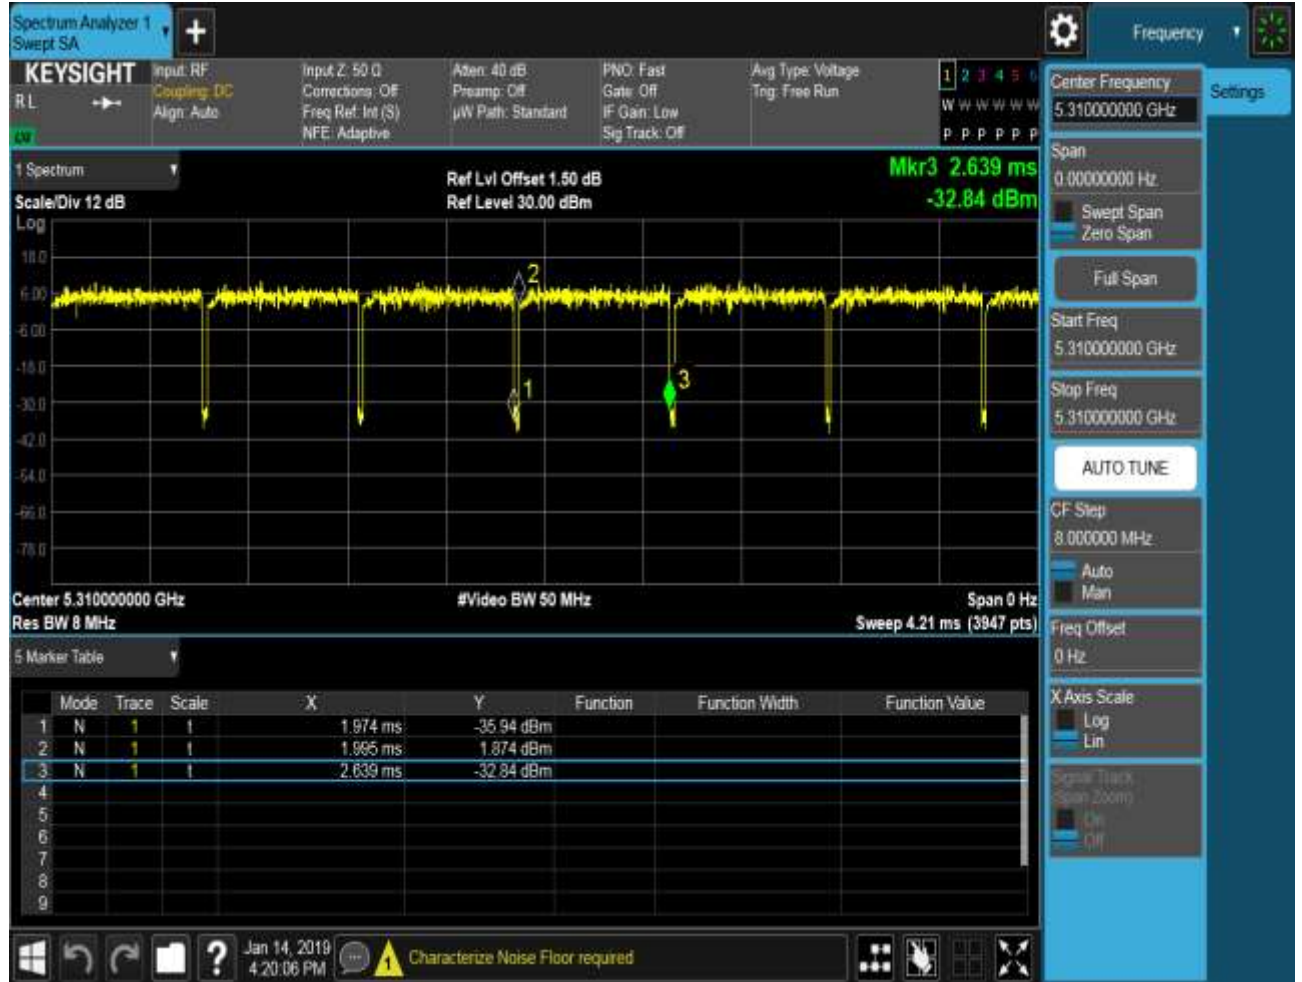 Spectrum Analyzer 1
Swept SA
Frequency
KEYSIGHT
Input: RF
Input Z: 50 Ω
Atten: 40 dB
PNO: Fast
Avg Type: Voltage
1 2 3 4 5 6
RL
Coupling: DC
Corrections: Off
Preamp: Off
Gate: Off
Trig: Free Run
Align: Auto
Freq Ref: Int (S)
µW Path: Standard
IF Gain: Low
W W W W W W
NFE: Adaptive
Sig Track: Off
P P P P P P
1 Spectrum
Ref Lvl Offset 1.50 dB
Mkr3 2.639 ms
Scale/Div 12 dB
Ref Level 30.00 dBm
-32.84 dBm
Log
18.0
6.00
-6.00
-18.0
-30.0
-42.0
-54.0
-66.0
-78.0
2
1
3
Center 5.310000000 GHz
#Video BW 50 MHz
Span 0 Hz
Res BW 8 MHz
Sweep 4.21 ms (3947 pts)
5 Marker Table
Mode Trace Scale X Y Function Function Width Function Value
1 N 1 t 1.974 ms -35.94 dBm
2 N 1 t 1.995 ms 1.874 dBm
3 N 1 t 2.639 ms -32.84 dBm
4
5
6
7
8
9
Jan 14, 2019
4:20:06 PM
Characterize Noise Floor required
Center Frequency
5.310000000 GHz
Settings
Span
0.00000000 Hz
Swept Span
Zero Span
Full Span
Start Freq
5.310000000 GHz
Stop Freq
5.310000000 GHz
AUTO TUNE
CF Step
8.000000 MHz
Auto
Man
Freq Offset
0 Hz
X Axis Scale
Log
Lin
Signal Track
(Span Zoom)
On
Off